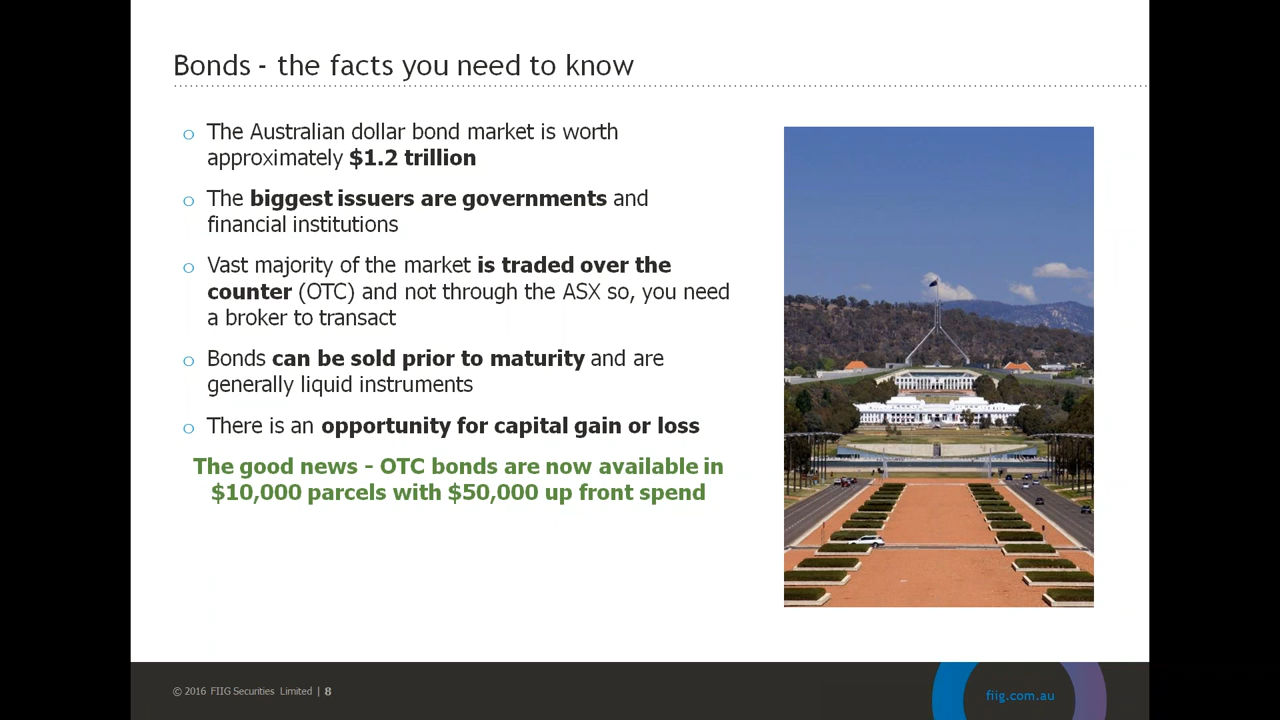 Bonds - the facts you need to know
o The Australian dollar bond market is worth
approximately $1.2 trillion
o The biggest issuers are governments and
financial institutions
o Vast majority of the market is traded over the
counter (OTC) and not through the ASX so, you need
a broker to transact
o Bonds can be sold prior to maturity and are
generally liquid instruments
o There is an opportunity for capital gain or loss
The good news - OTC bonds are now available in
$10,000 parcels with $50,000 up front spend
© 2016 FIIG Securities Limited | 8
fiig.com.au